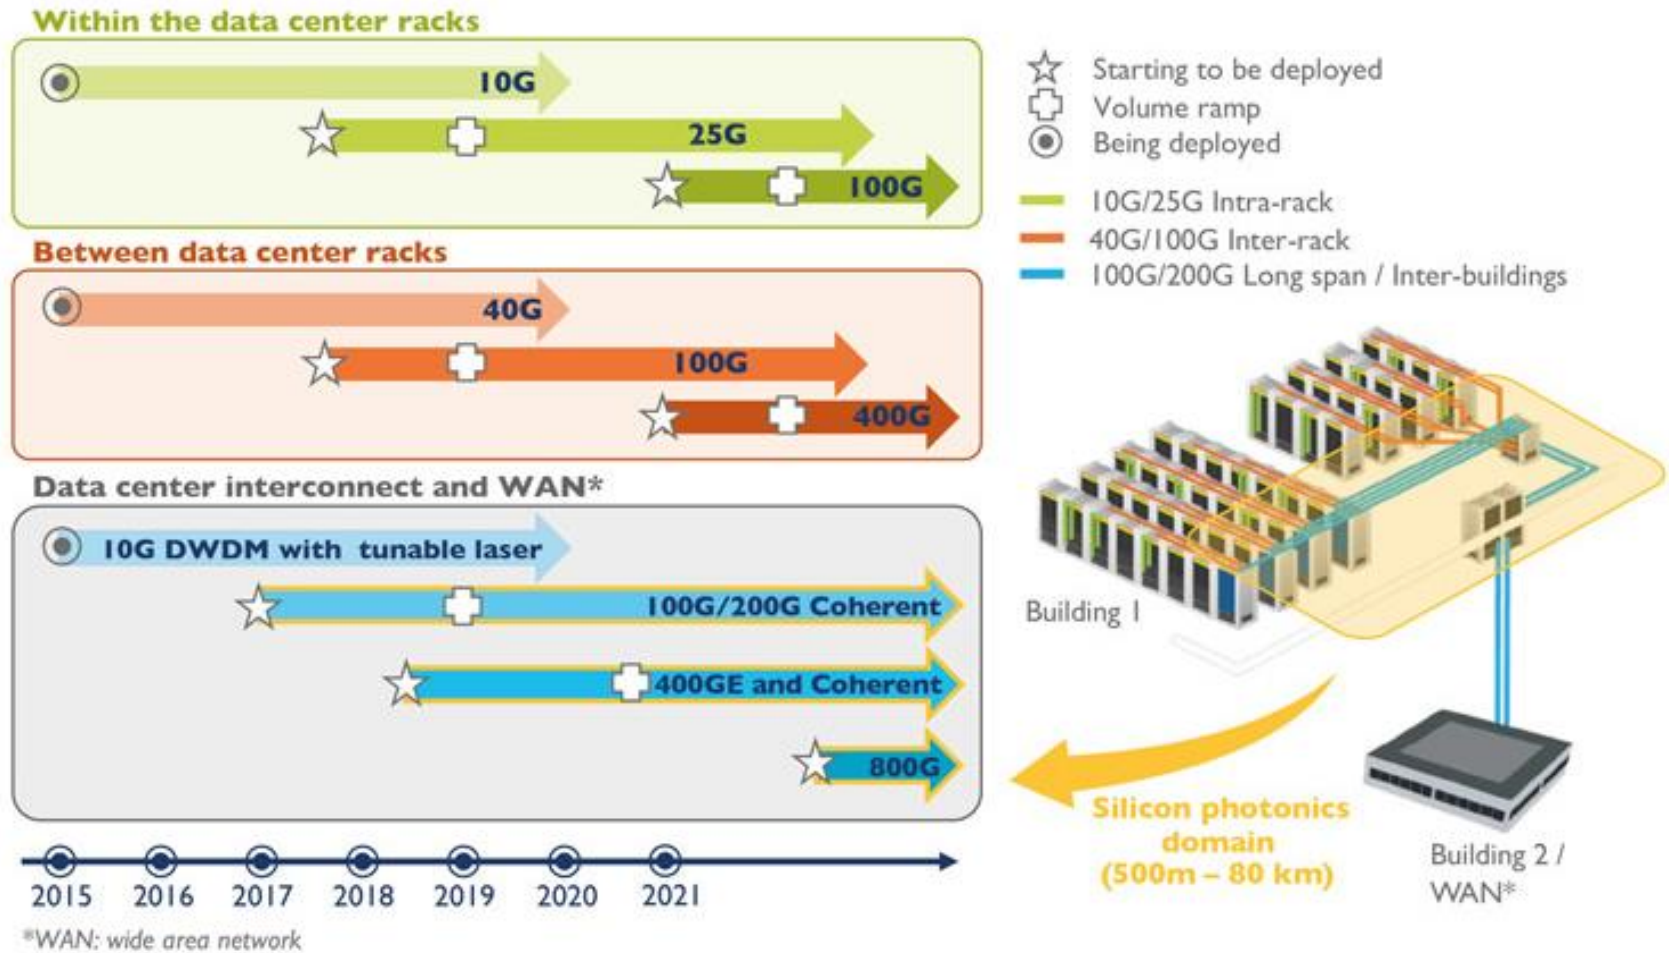 Within the data center racks
10G
25G
100G
Between data center racks
40G
100G
400G
Data center interconnect and WAN*
10G DWDM with tunable laser
100G/200G Coherent
400GE and Coherent
800G
2015 2016 2017 2018 2019 2020 2021
*WAN: wide area network
Starting to be deployed
Volume ramp
Being deployed
10G/25G Intra-rack
40G/100G Inter-rack
100G/200G Long span / Inter-buildings
Building 1
Silicon photonics
domain
(500m – 80 km)
Building 2 /
WAN*